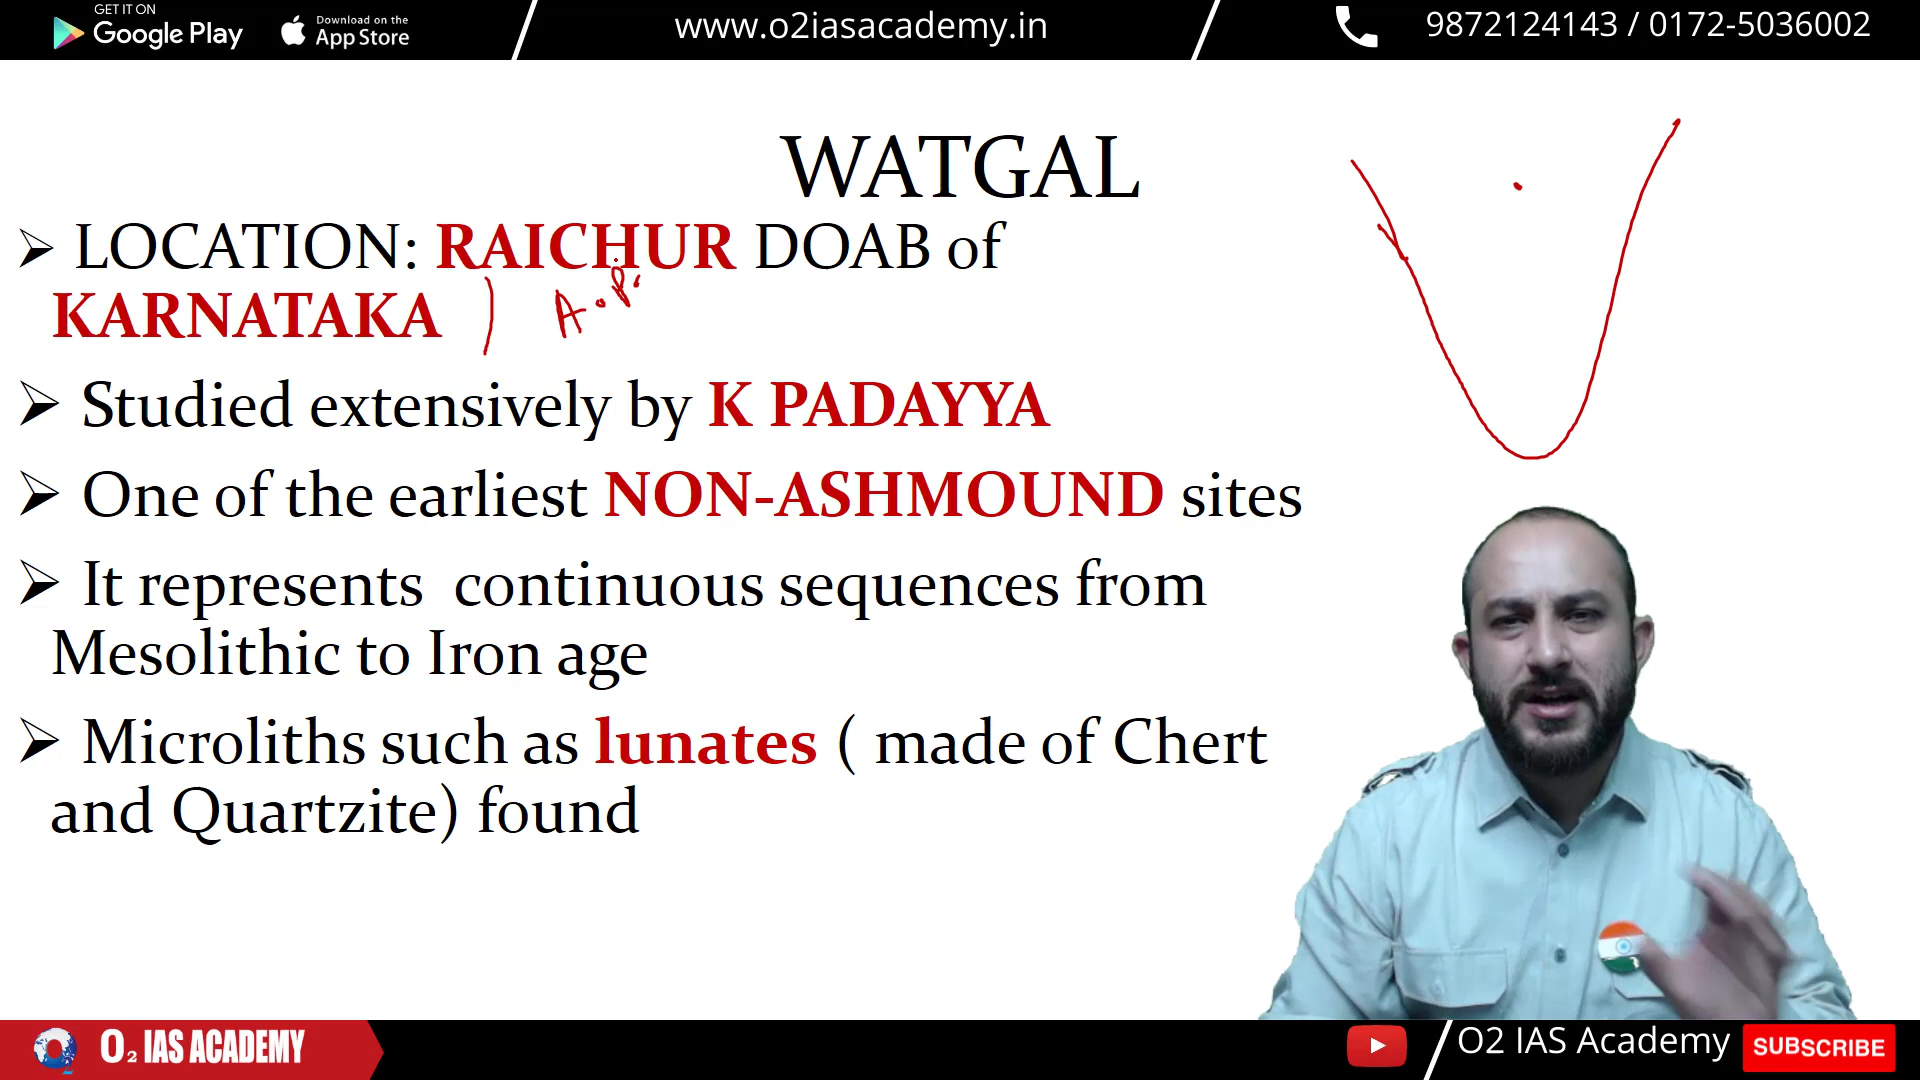 GET IT ON
Google Play
Download on the
App Store
www.o2iasacademy.in
9872124143 / 0172-5036002
WATGAL
➢ LOCATION: RAICHUR DOAB of
KARNATAKA ) A.P.
➢ Studied extensively by K PADAYYA
➢ One of the earliest NON-ASHMOUND sites
➢ It represents continuous sequences from
Mesolithic to Iron age
➢ Microliths such as lunates ( made of Chert
and Quartzite) found
O2 IAS ACADEMY
O2 IAS Academy
SUBSCRIBE